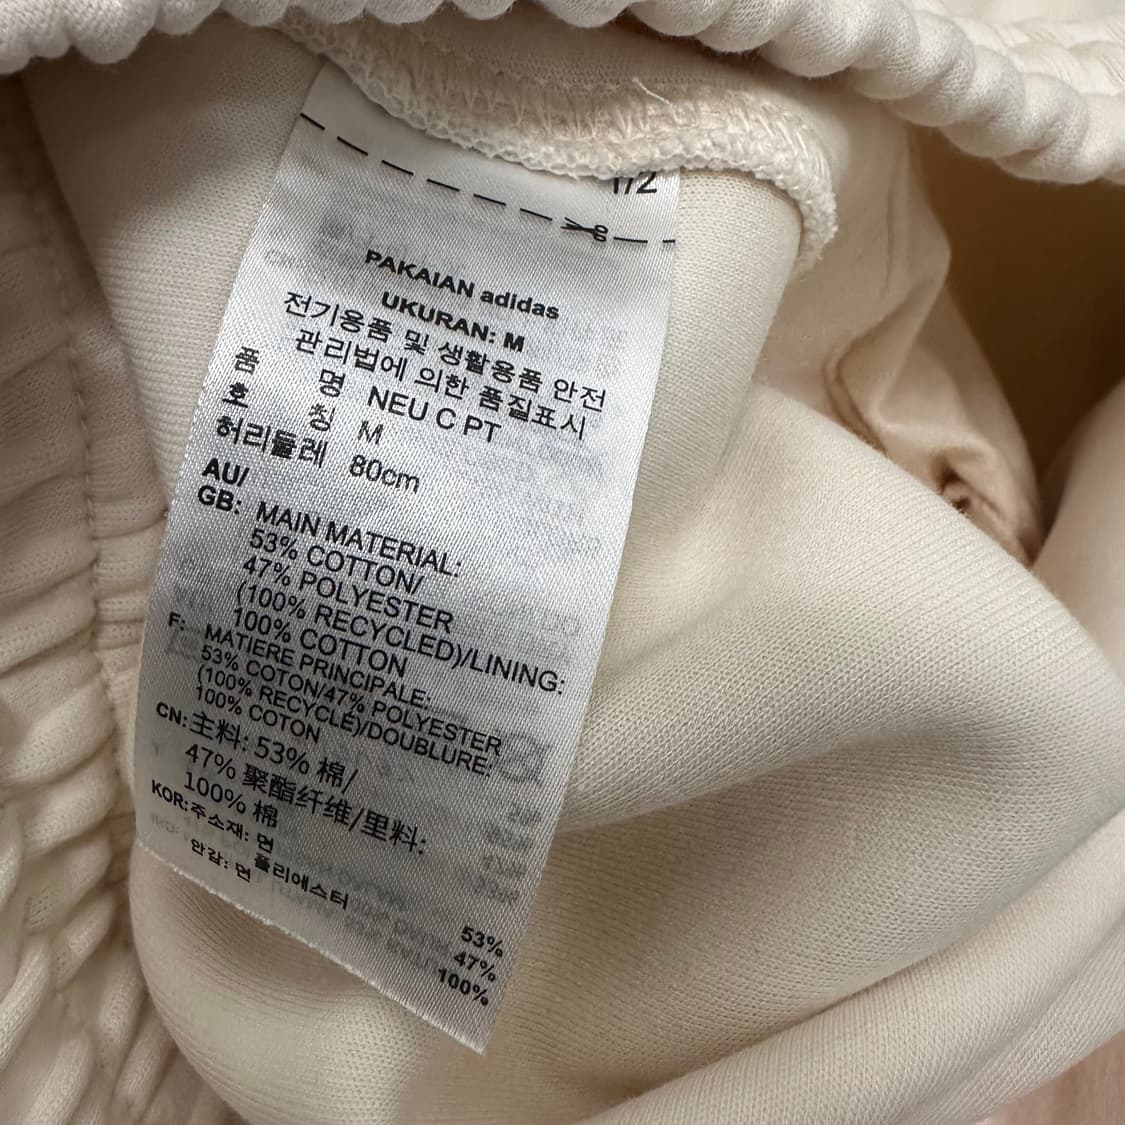 1/2
PAKAIAN adidas
UKURAN: M
전기용품 및 생활용품 안전
관리법에 의한 품질표시
품 명 NEU C PT
호 칭 M
허리둘레 80cm
AU/
GB: MAIN MATERIAL:
53% COTTON/
47% POLYESTER
(100% RECYCLED)/LINING:
100% COTTON
F: MATIERE PRINCIPALE:
53% COTON/47% POLYESTER
(100% RECYCLÉ)/DOUBLURE:
100% COTON
CN: 主料: 53% 棉/
47% 聚酯纤维/里料:
100% 棉
KOR: 주소재: 면 53%
폴리에스터 47%
안감: 면 100%